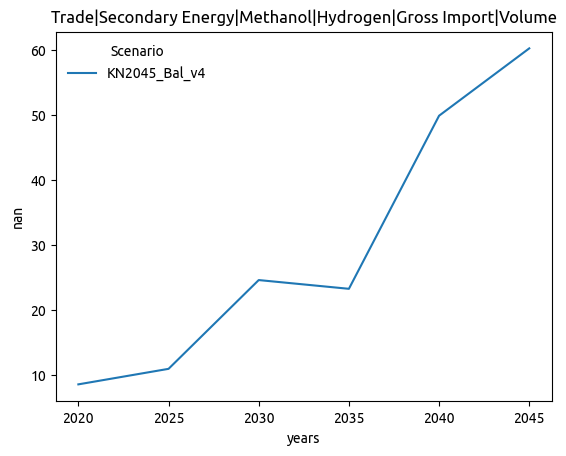 Trade|Secondary Energy|Methanol|Hydrogen|Gross Import|Volume
Scenario
KN2045_Bal_v4
60
50
40
30
20
10
nan
2020 2025 2030 2035 2040 2045
years